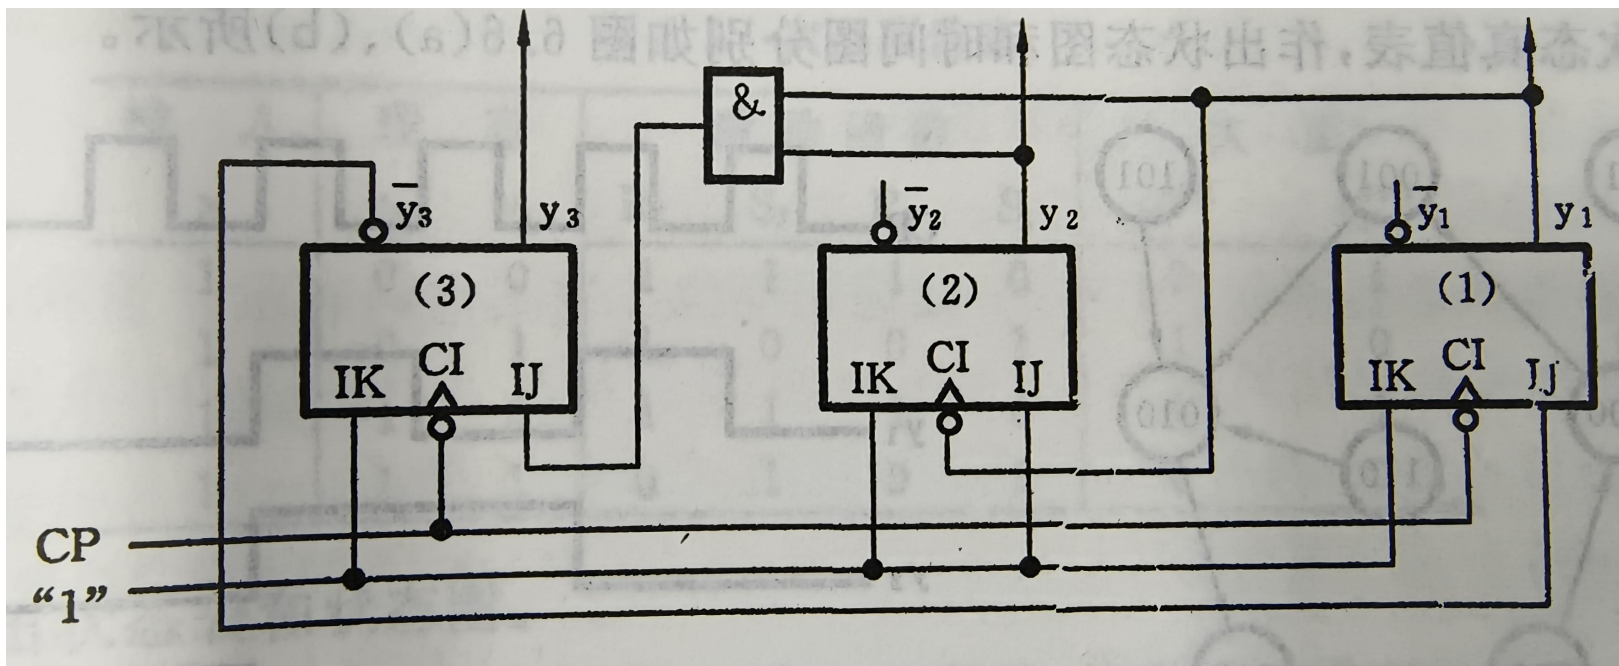 &
y̅₃ y₃ y̅₂ y₂ y̅₁ y₁
(3) (2) (1)
IK CI IJ IK CI IJ IK CI IJ
CP
“1”